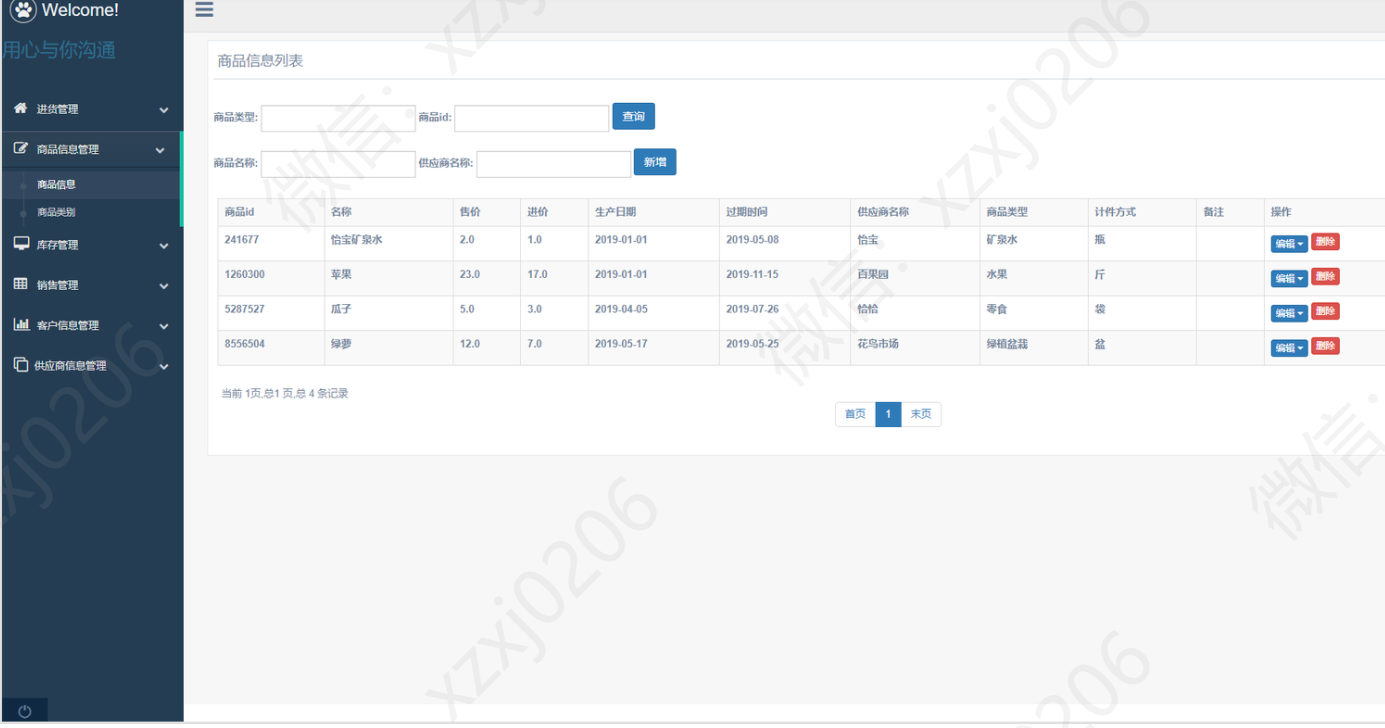 Welcome!
用心与你沟通
进货管理
商品信息管理
商品信息
商品类别
库存管理
销售管理
客户信息管理
供应商信息管理
商品信息列表
商品类型: 商品id: 查询
商品名称: 供应商名称: 新增
商品id 名称 售价 进价 生产日期 过期时间 供应商名称 商品类型 计件方式 备注 操作
241677 怡宝矿泉水 2.0 1.0 2019-01-01 2019-05-08 怡宝 矿泉水 瓶 编辑 删除
1260300 苹果 23.0 17.0 2019-01-01 2019-11-15 百果园 水果 斤 编辑 删除
5287527 瓜子 5.0 3.0 2019-04-05 2019-07-26 恰恰 零食 袋 编辑 删除
8556504 绿萝 12.0 7.0 2019-05-17 2019-05-25 花鸟市场 绿植盆栽 盆 编辑 删除
当前 1页,总1 页,总 4 条记录
首页 1 末页
微信: xzxj0206
微信: xzxj0206
微信:
xzxj0206
xzxj0206